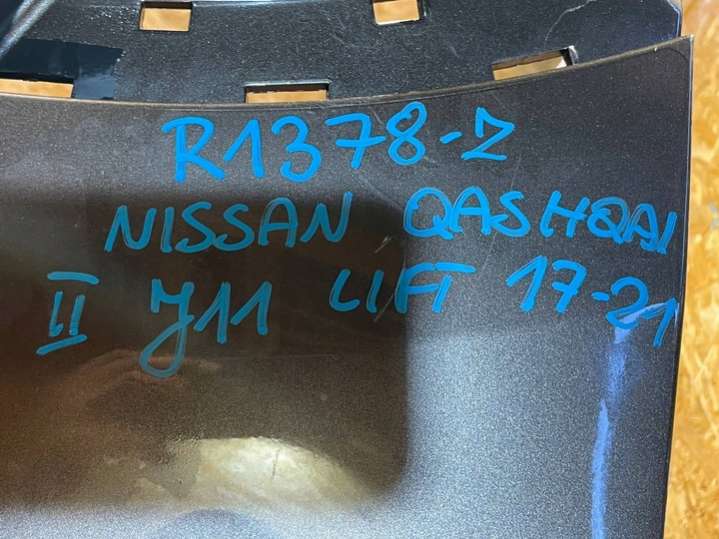 R1378-Z
NISSAN QASHQAI
II J11 LIFT 17-21